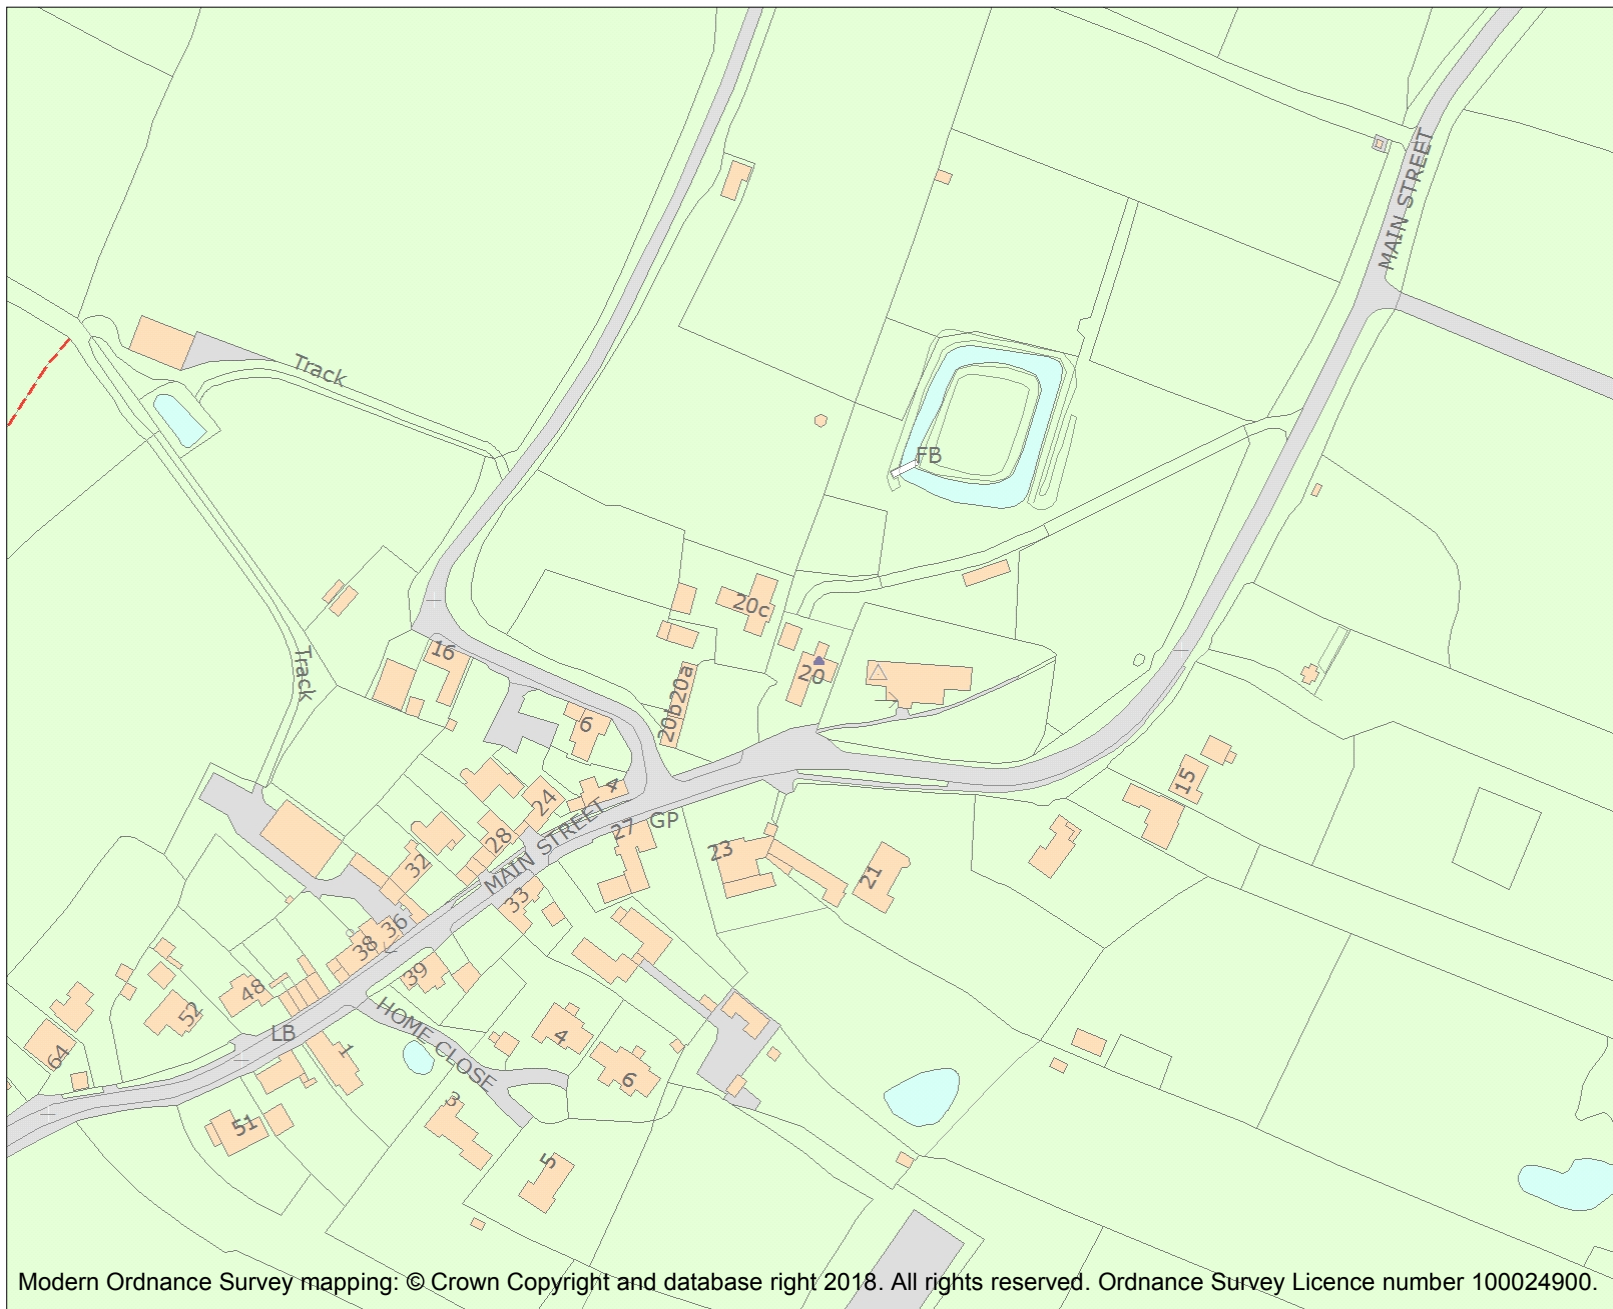 MAIN STREET
Track
FB
20c
16
Track
20
20b20a
6
15
4
24
GP
27
28
MAIN STREET
23
32
21
33
36
38
39
48
HOME CLOSE
52
LB
4
1
64
6
3
51
5
Modern Ordnance Survey mapping: © Crown Copyright and database right 2018. All rights reserved. Ordnance Survey Licence number 100024900.